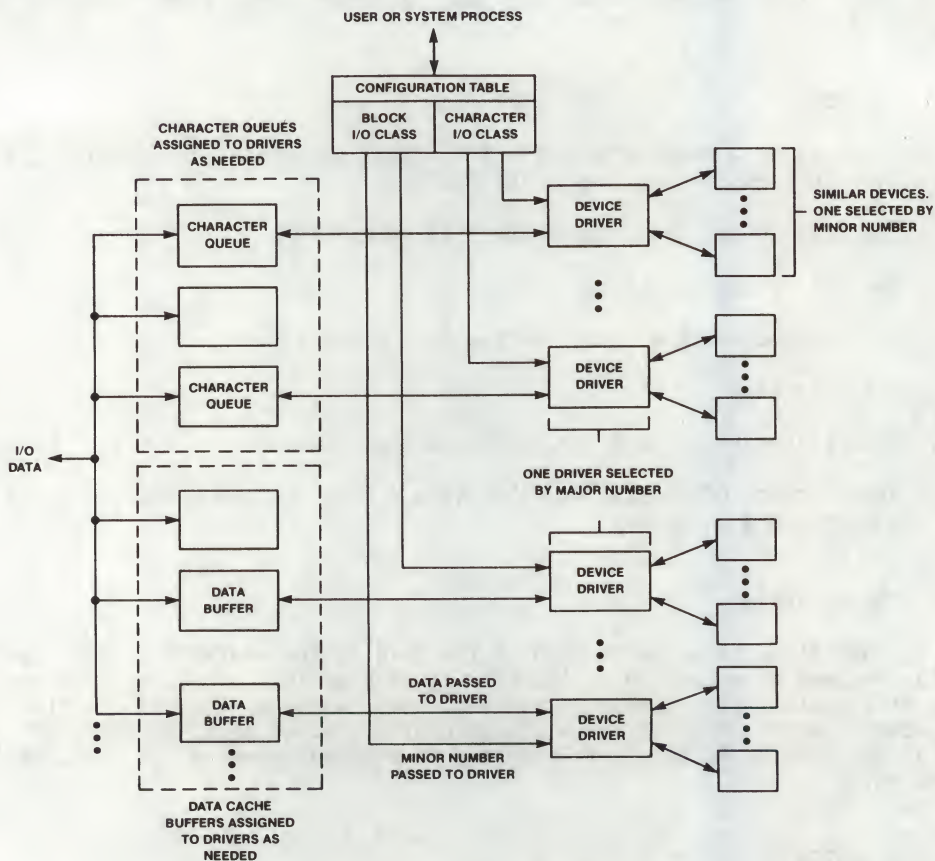 USER OR SYSTEM PROCESS
CONFIGURATION TABLE
BLOCK
I/O CLASS
CHARACTER
I/O CLASS
CHARACTER QUEUES
ASSIGNED TO DRIVERS
AS NEEDED
CHARACTER
QUEUE
DEVICE
DRIVER
SIMILAR DEVICES.
ONE SELECTED BY
MINOR NUMBER
CHARACTER
QUEUE
DEVICE
DRIVER
I/O
DATA
ONE DRIVER SELECTED
BY MAJOR NUMBER
DATA
BUFFER
DEVICE
DRIVER
DATA PASSED
TO DRIVER
DATA
BUFFER
DEVICE
DRIVER
MINOR NUMBER
PASSED TO DRIVER
DATA CACHE
BUFFERS ASSIGNED
TO DRIVERS AS
NEEDED